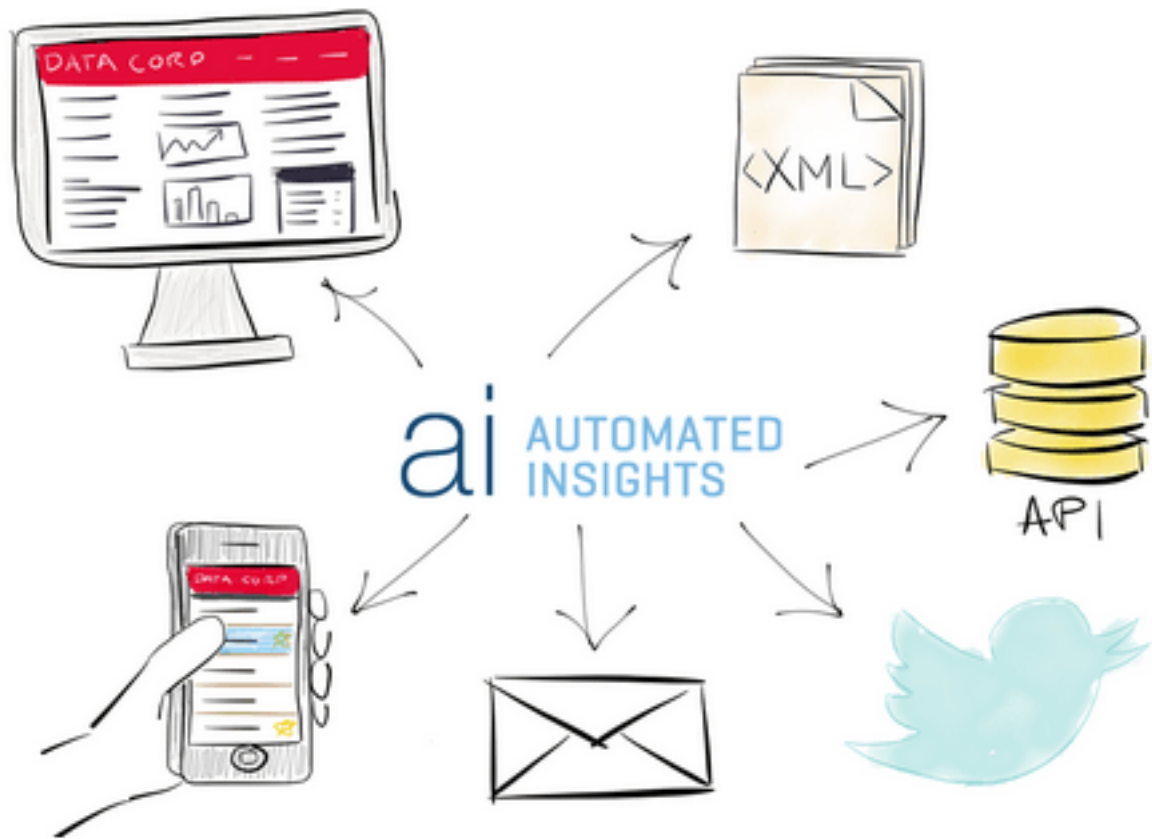 DATA CORP
<XML>
ai AUTOMATED
INSIGHTS
API
DATA CORP